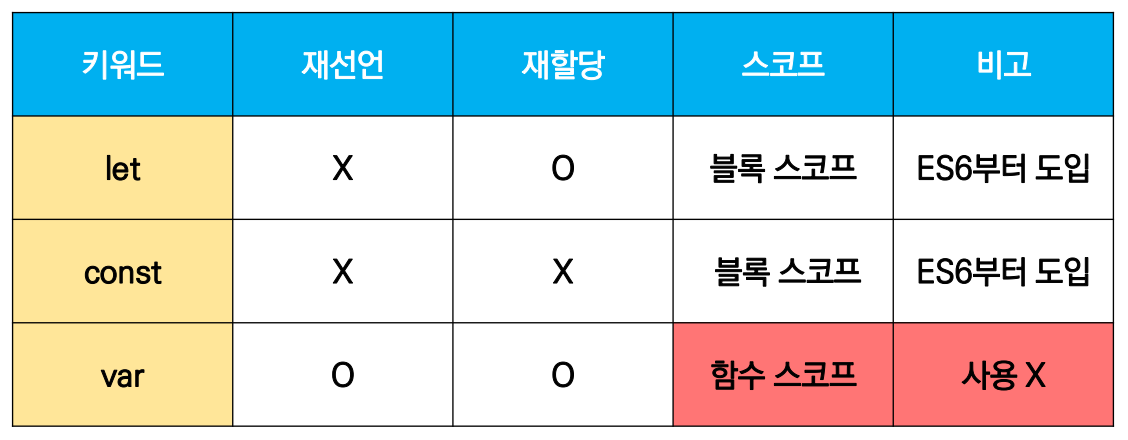 키워드 재선언 재할당 스코프 비고
let X O 블록 스코프 ES6부터 도입
const X X 블록 스코프 ES6부터 도입
var O O 함수 스코프 사용 X